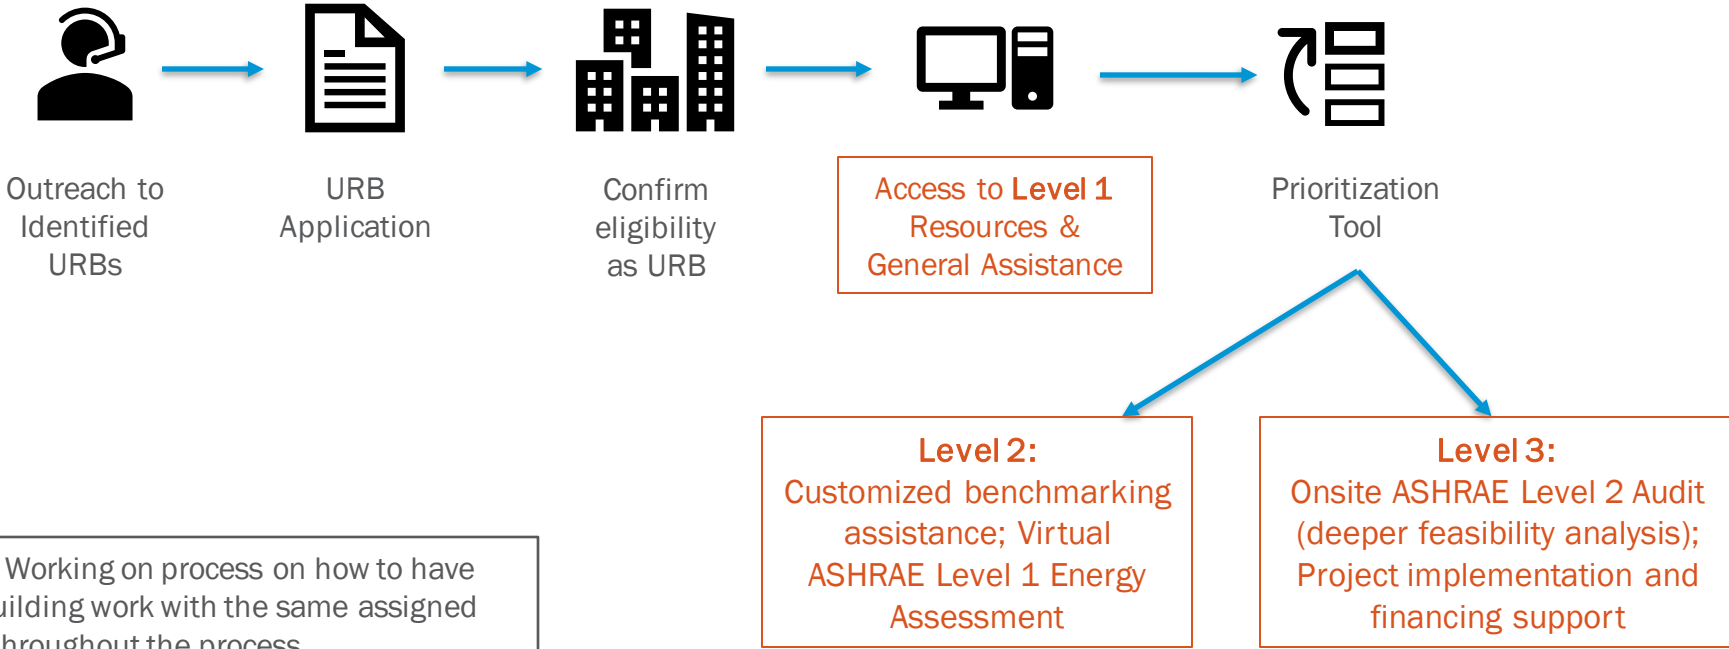 Outreach to
Identified
URBs
URB
Application
Confirm
eligibility
as URB
Access to Level 1
Resources &
General Assistance
Prioritization
Tool
Level 2:
Customized benchmarking
assistance; Virtual
ASHRAE Level 1 Energy
Assessment
Level 3:
Onsite ASHRAE Level 2 Audit
(deeper feasibility analysis);
Project implementation and
financing support
Working on process on how to have
work with the same assigned
the process